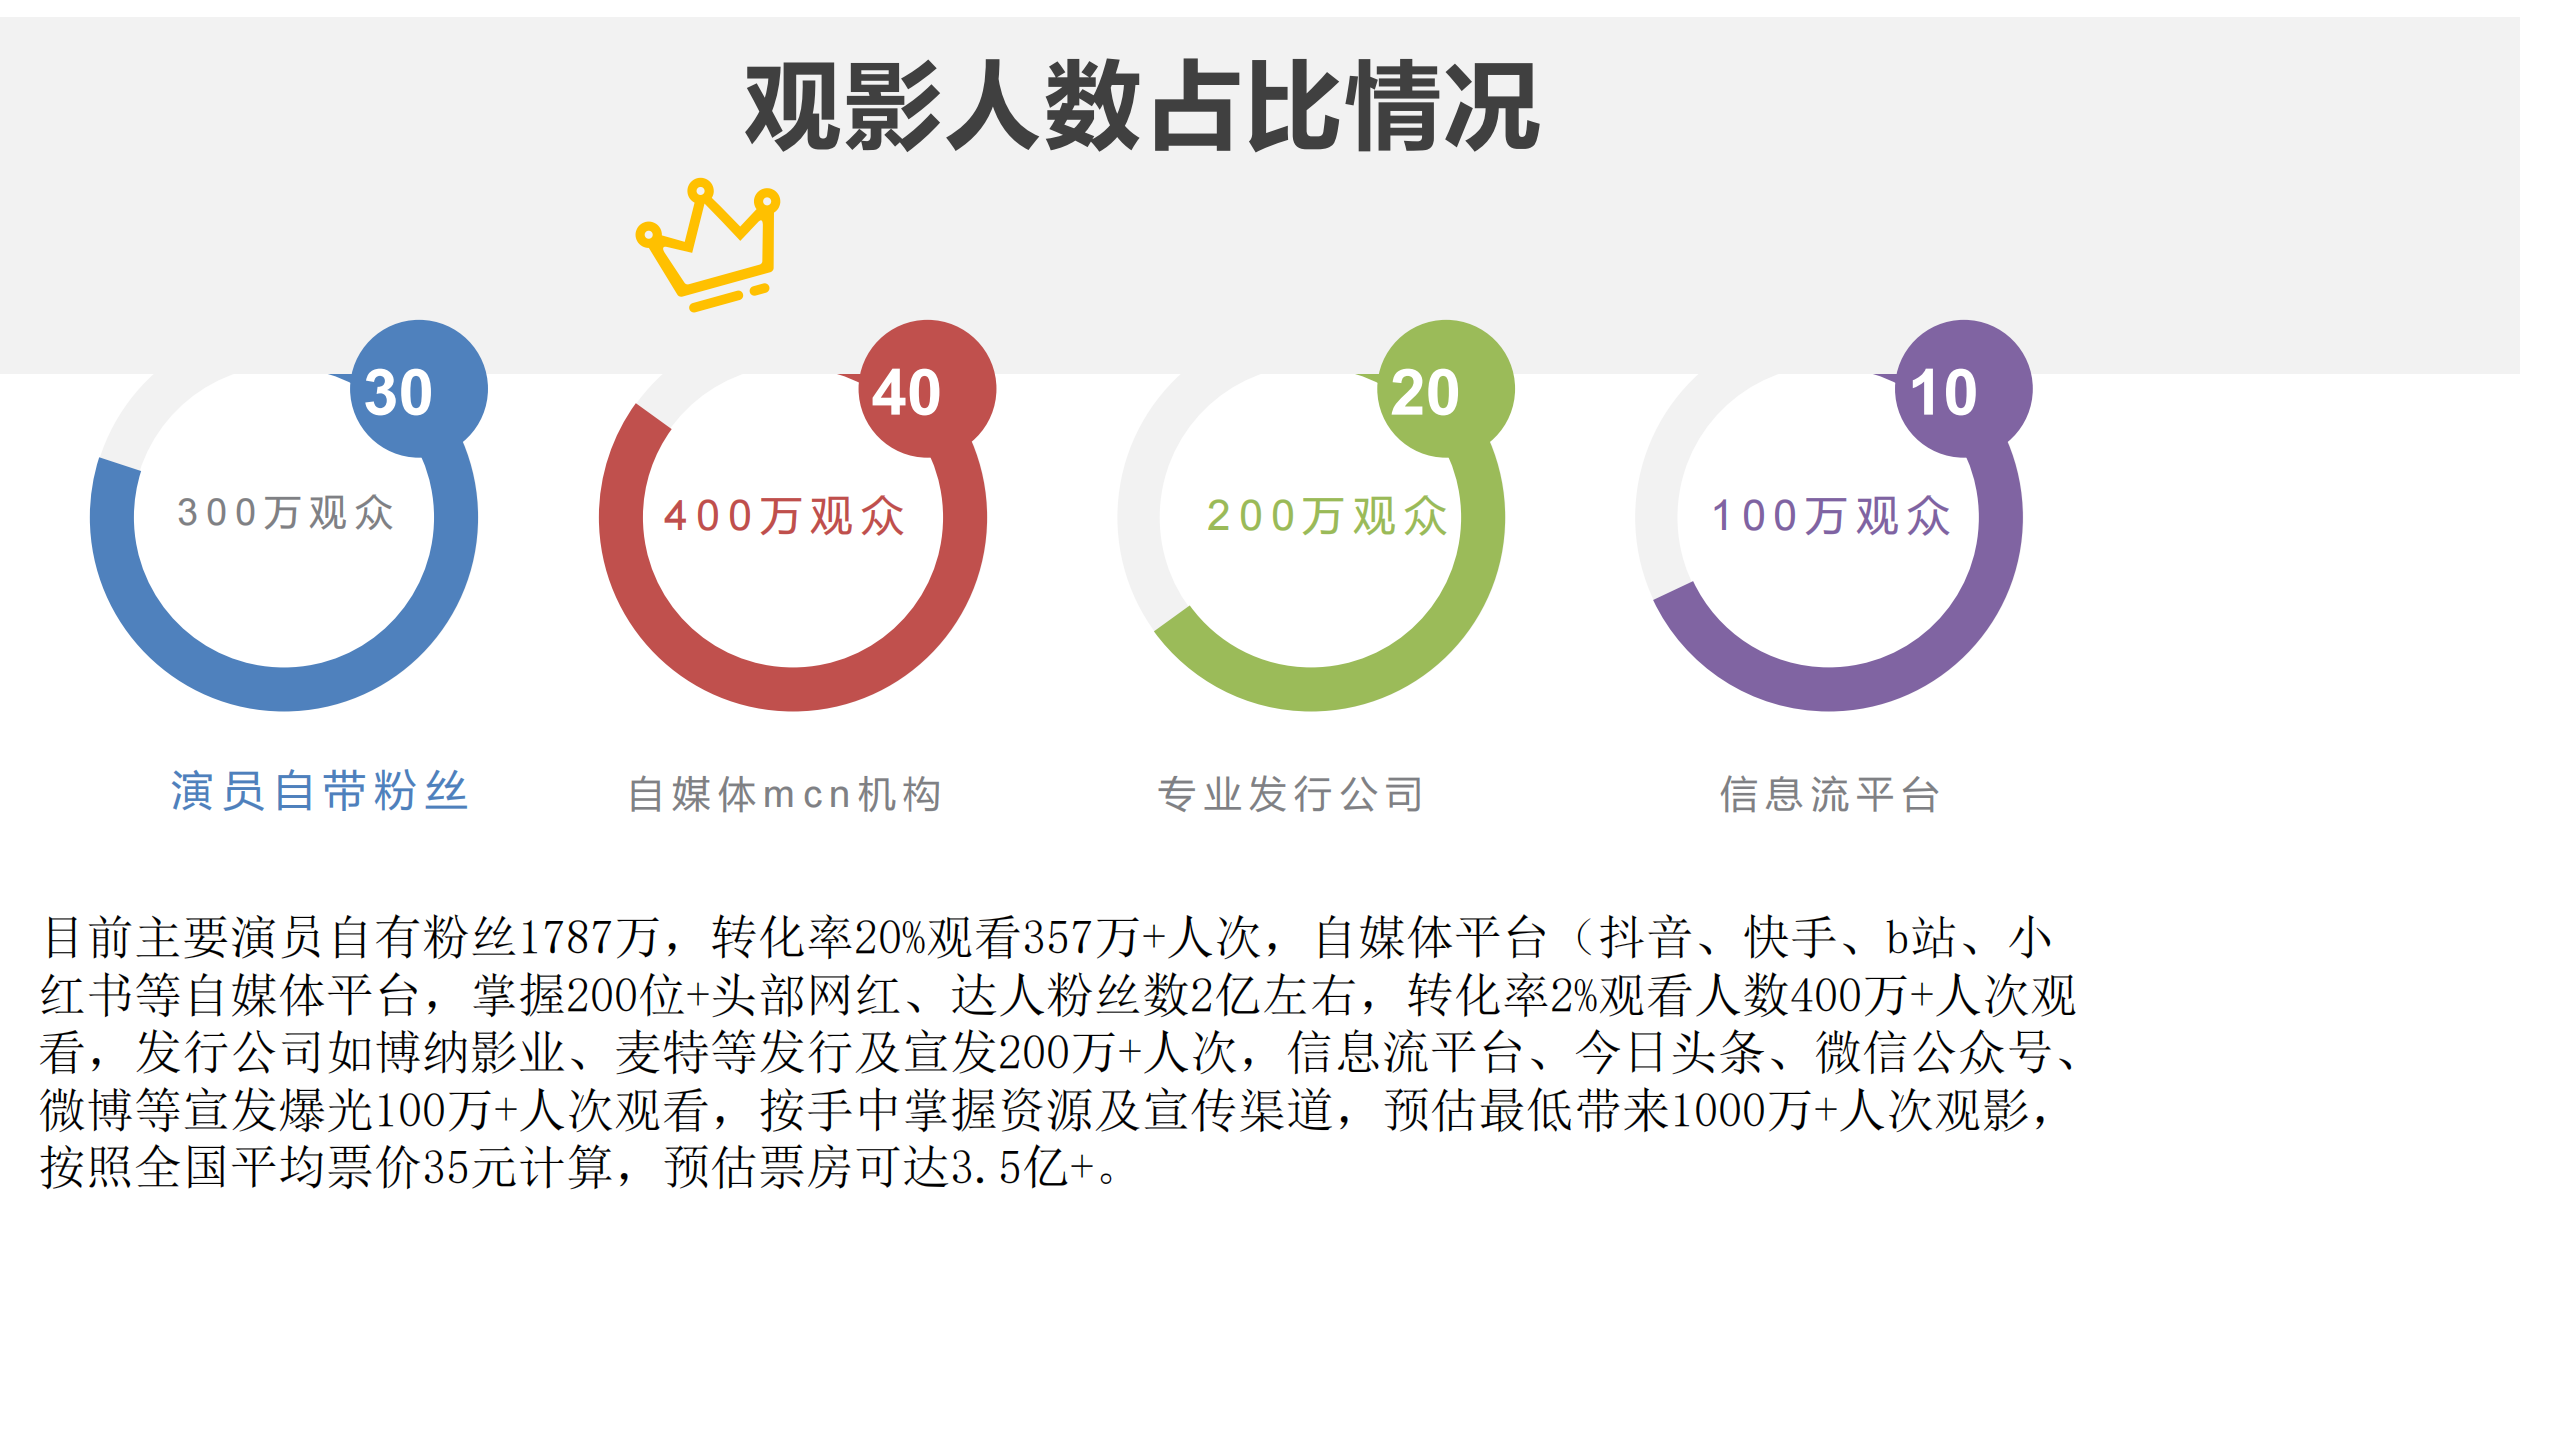 观影人数占比情况
30
40
20
10
300万观众
400万观众
200万观众
100万观众
演员自带粉丝
自媒体mcn机构
专业发行公司
信息流平台
目前主要演员自有粉丝1787万，转化率20%观看357万+人次，自媒体平台（抖音、快手、b站、小
红书等自媒体平台，掌握200位+头部网红、达人粉丝数2亿左右，转化率2%观看人数400万+人次观
看，发行公司如博纳影业、麦特等发行及宣发200万+人次，信息流平台、今日头条、微信公众号、
微博等宣发爆光100万+人次观看，按手中掌握资源及宣传渠道，预估最低带来1000万+人次观影，
按照全国平均票价35元计算，预估票房可达3.5亿+。